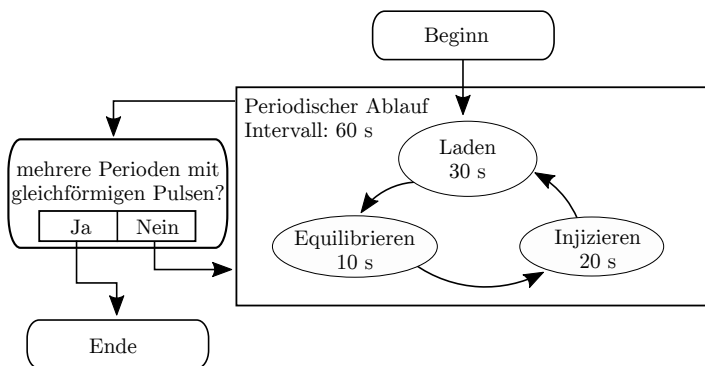 Beginn
Periodischer Ablauf
Intervall: 60 s
Laden
30 s
Equilibrieren
10 s
Injizieren
20 s
mehrere Perioden mit
gleichförmigen Pulsen?
Ja
Nein
Ende